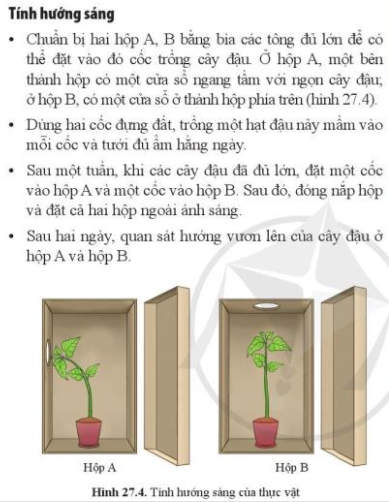 Tính hướng sáng
• Chuẩn bị hai hộp A, B bằng bìa các tông đủ lớn để có
thể đặt vào đó cốc trồng cây đậu. Ở hộp A, một bên
thành hộp có một cửa sổ ngang tầm với ngọn cây đậu;
ở hộp B, có một cửa sổ ở thành hộp phía trên (hình 27.4).
• Dùng hai cốc đựng đất, trồng một hạt đậu nảy mầm vào
mỗi cốc và tưới đủ ẩm hằng ngày.
• Sau một tuần, khi các cây đậu đã đủ lớn, đặt một cốc
vào hộp A và một cốc vào hộp B. Sau đó, đóng nắp hộp
và đặt cả hai hộp ngoài ánh sáng.
• Sau hai ngày, quan sát hướng vươn lên của cây đậu ở
hộp A và hộp B.
Hộp A
Hộp B
Hình 27.4. Tính hướng sáng của thực vật